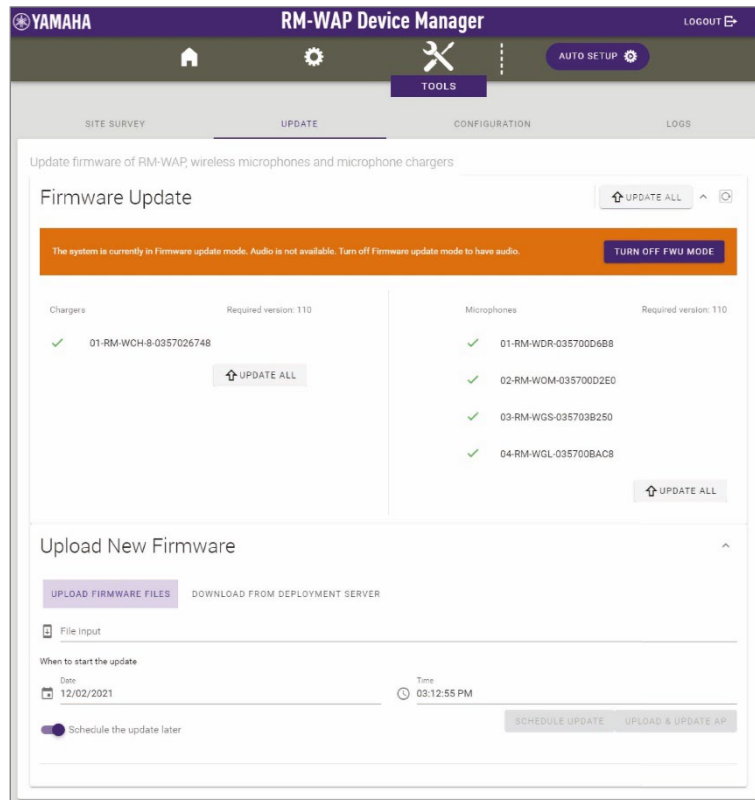 YAMAHA
RM-WAP Device Manager
LOGOUT
AUTO SETUP
TOOLS
SITE SURVEY
UPDATE
CONFIGURATION
LOGS
Update firmware of RM-WAP, wireless microphones and microphone chargers
Firmware Update
UPDATE ALL
The system is currently in Firmware update mode. Audio is not available. Turn off Firmware update mode to have audio.
TURN OFF FWU MODE
Chargers
Required version: 110
01-RM-WCH-8-0357026748
UPDATE ALL
Microphones
Required version: 110
01-RM-WDR-035700D6B8
02-RM-WOM-035700D2E0
03-RM-WGS-035703B250
04-RM-WGL-035700BAC8
UPDATE ALL
Upload New Firmware
UPLOAD FIRMWARE FILES
DOWNLOAD FROM DEPLOYMENT SERVER
File input
When to start the update
Date
12/02/2021
Time
03:12:55 PM
Schedule the update later
SCHEDULE UPDATE
UPLOAD & UPDATE AP